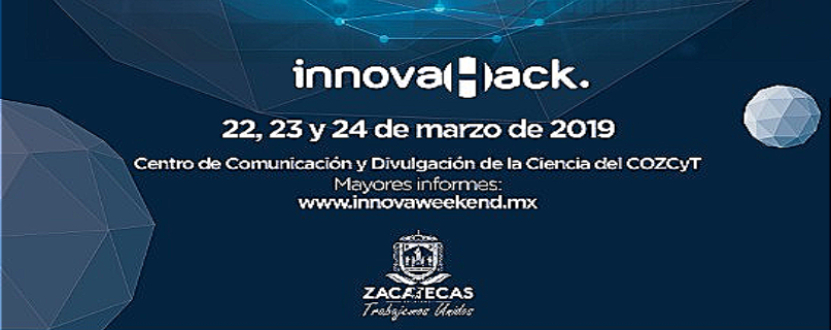 innovaHack.
22, 23 y 24 de marzo de 2019
Centro de Comunicación y Divulgación de la Ciencia del COZCyT
Mayores informes:
www.innovaweekend.mx
ZACATECAS
Trabajemos Unidos